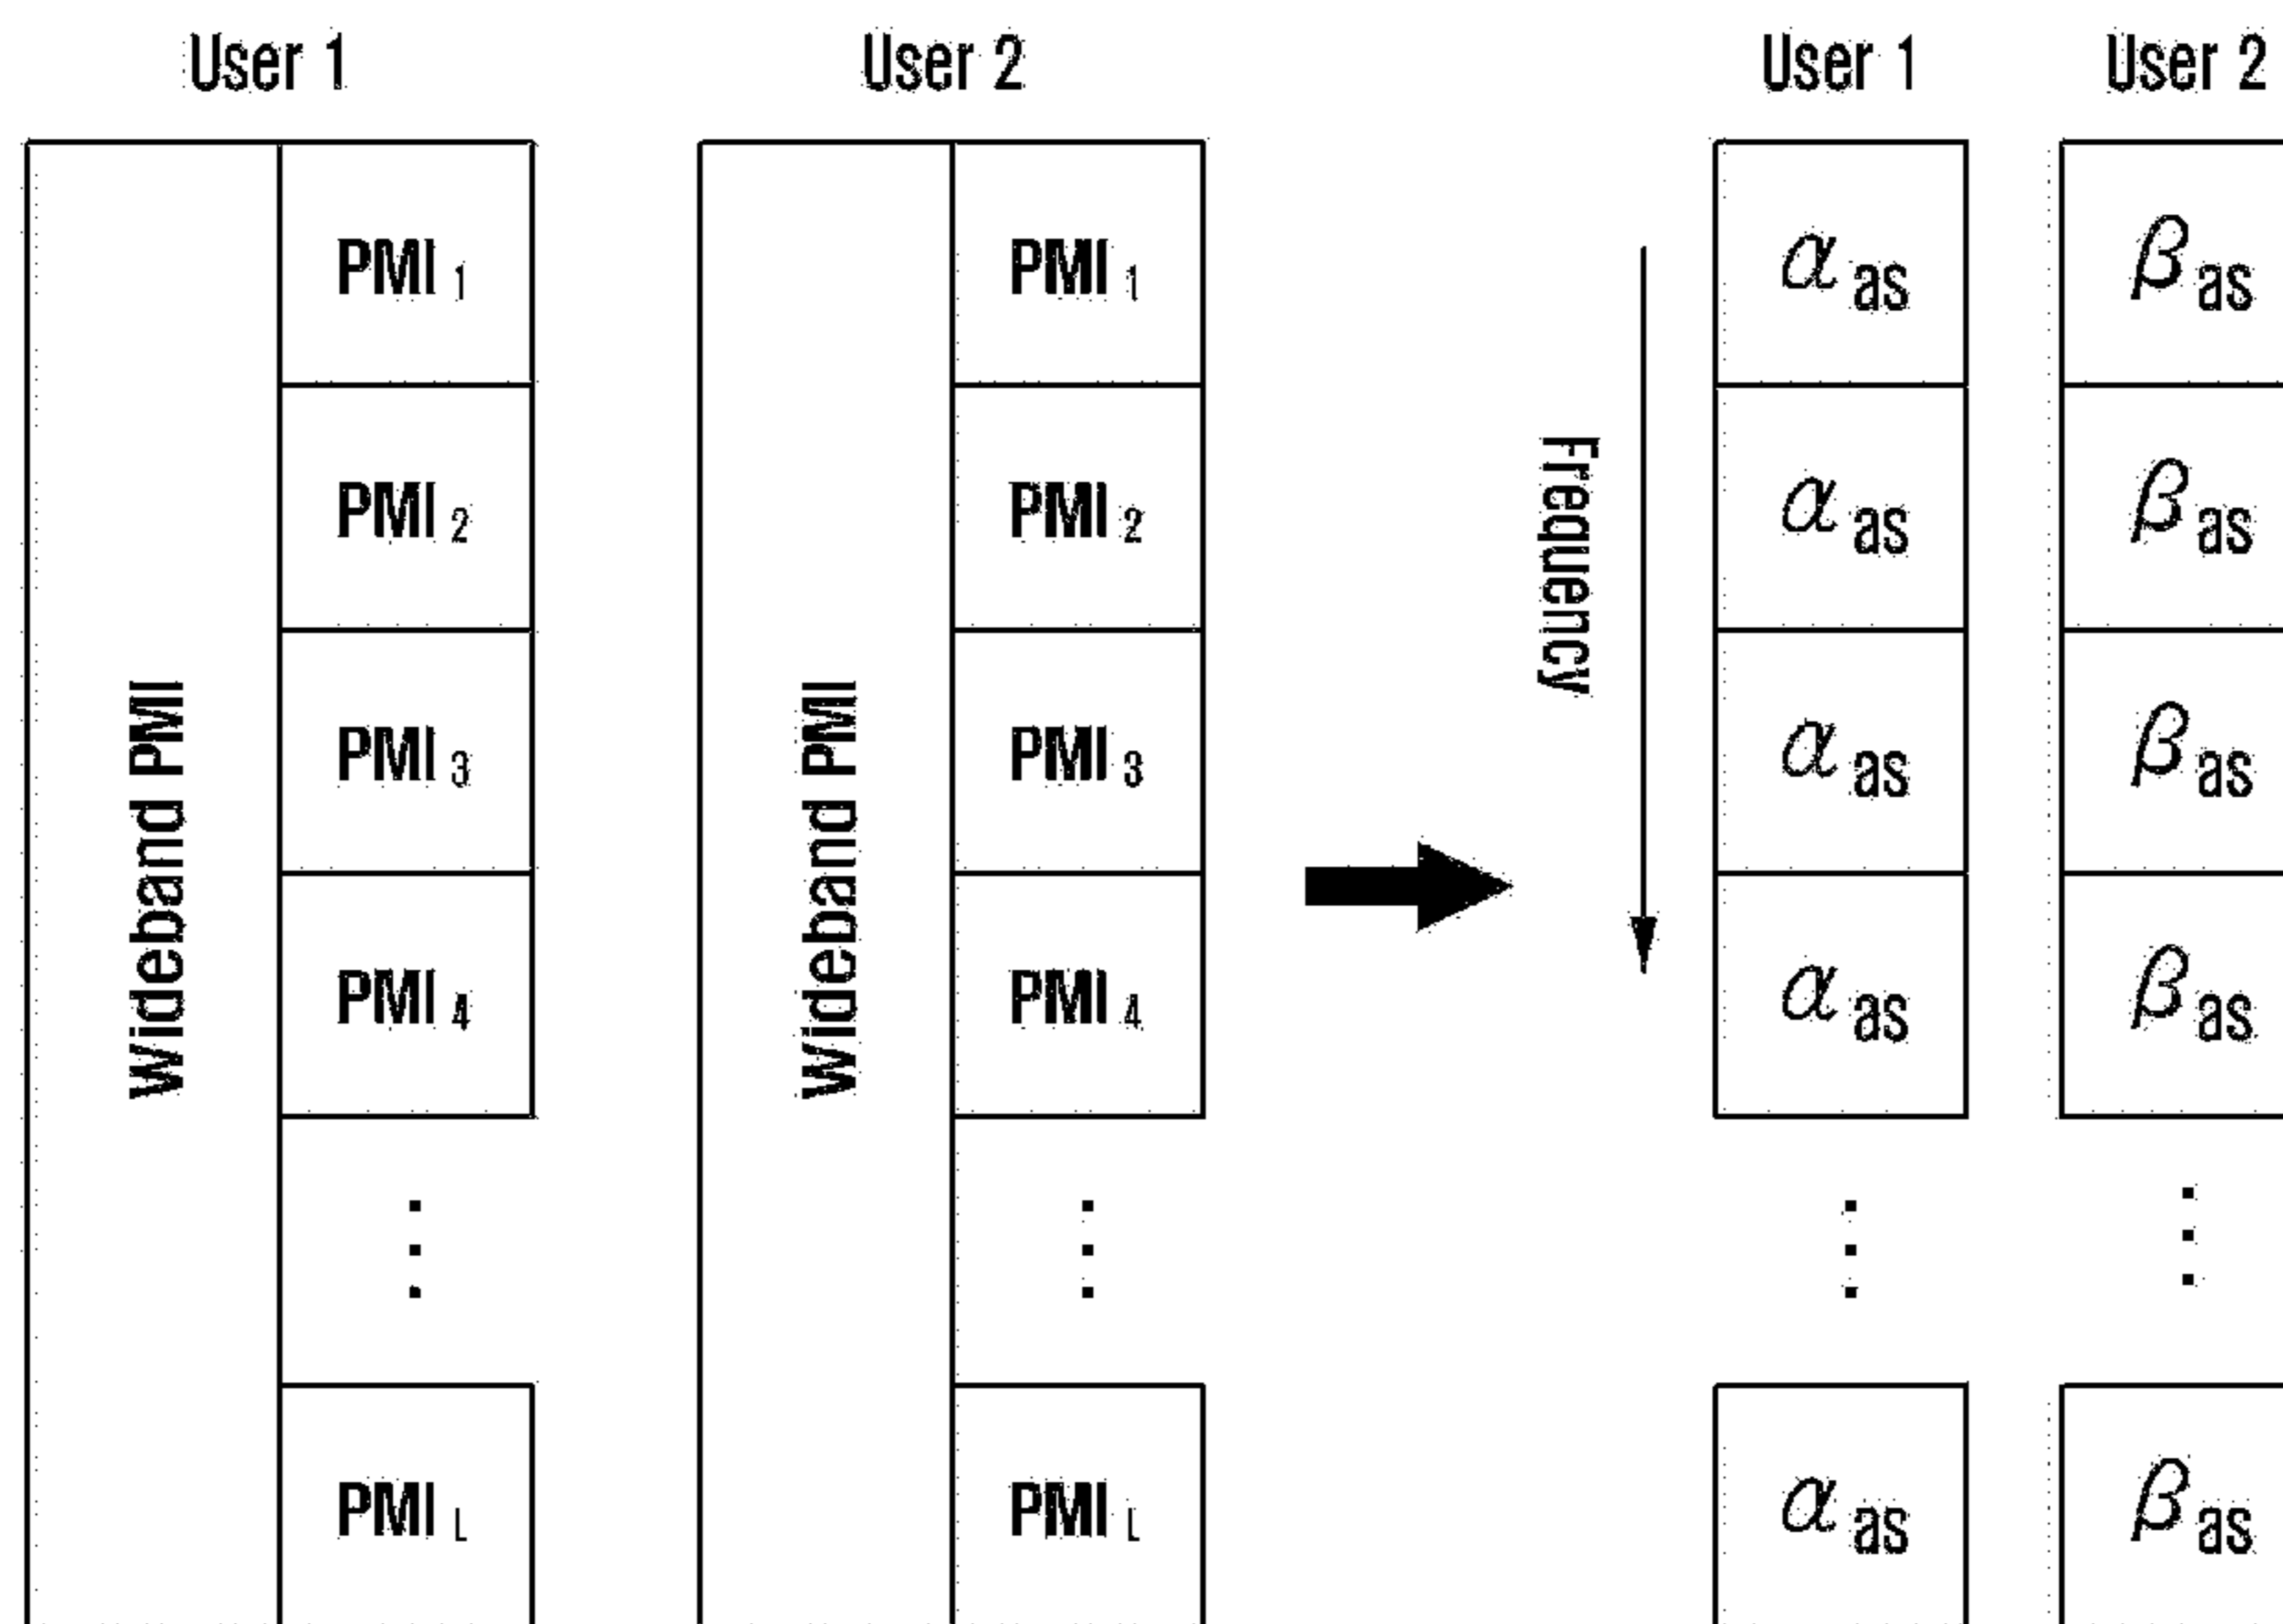 User 1
User 2
User 1
User 2
Wideband PMI
PMI 1
PMI 2
PMI 3
PMI 4
PMI L
Wideband PMI
PMI 1
PMI 2
PMI 3
PMI 4
PMI L
Frequency
α as
α as
α as
α as
α as
β as
β as
β as
β as
β as